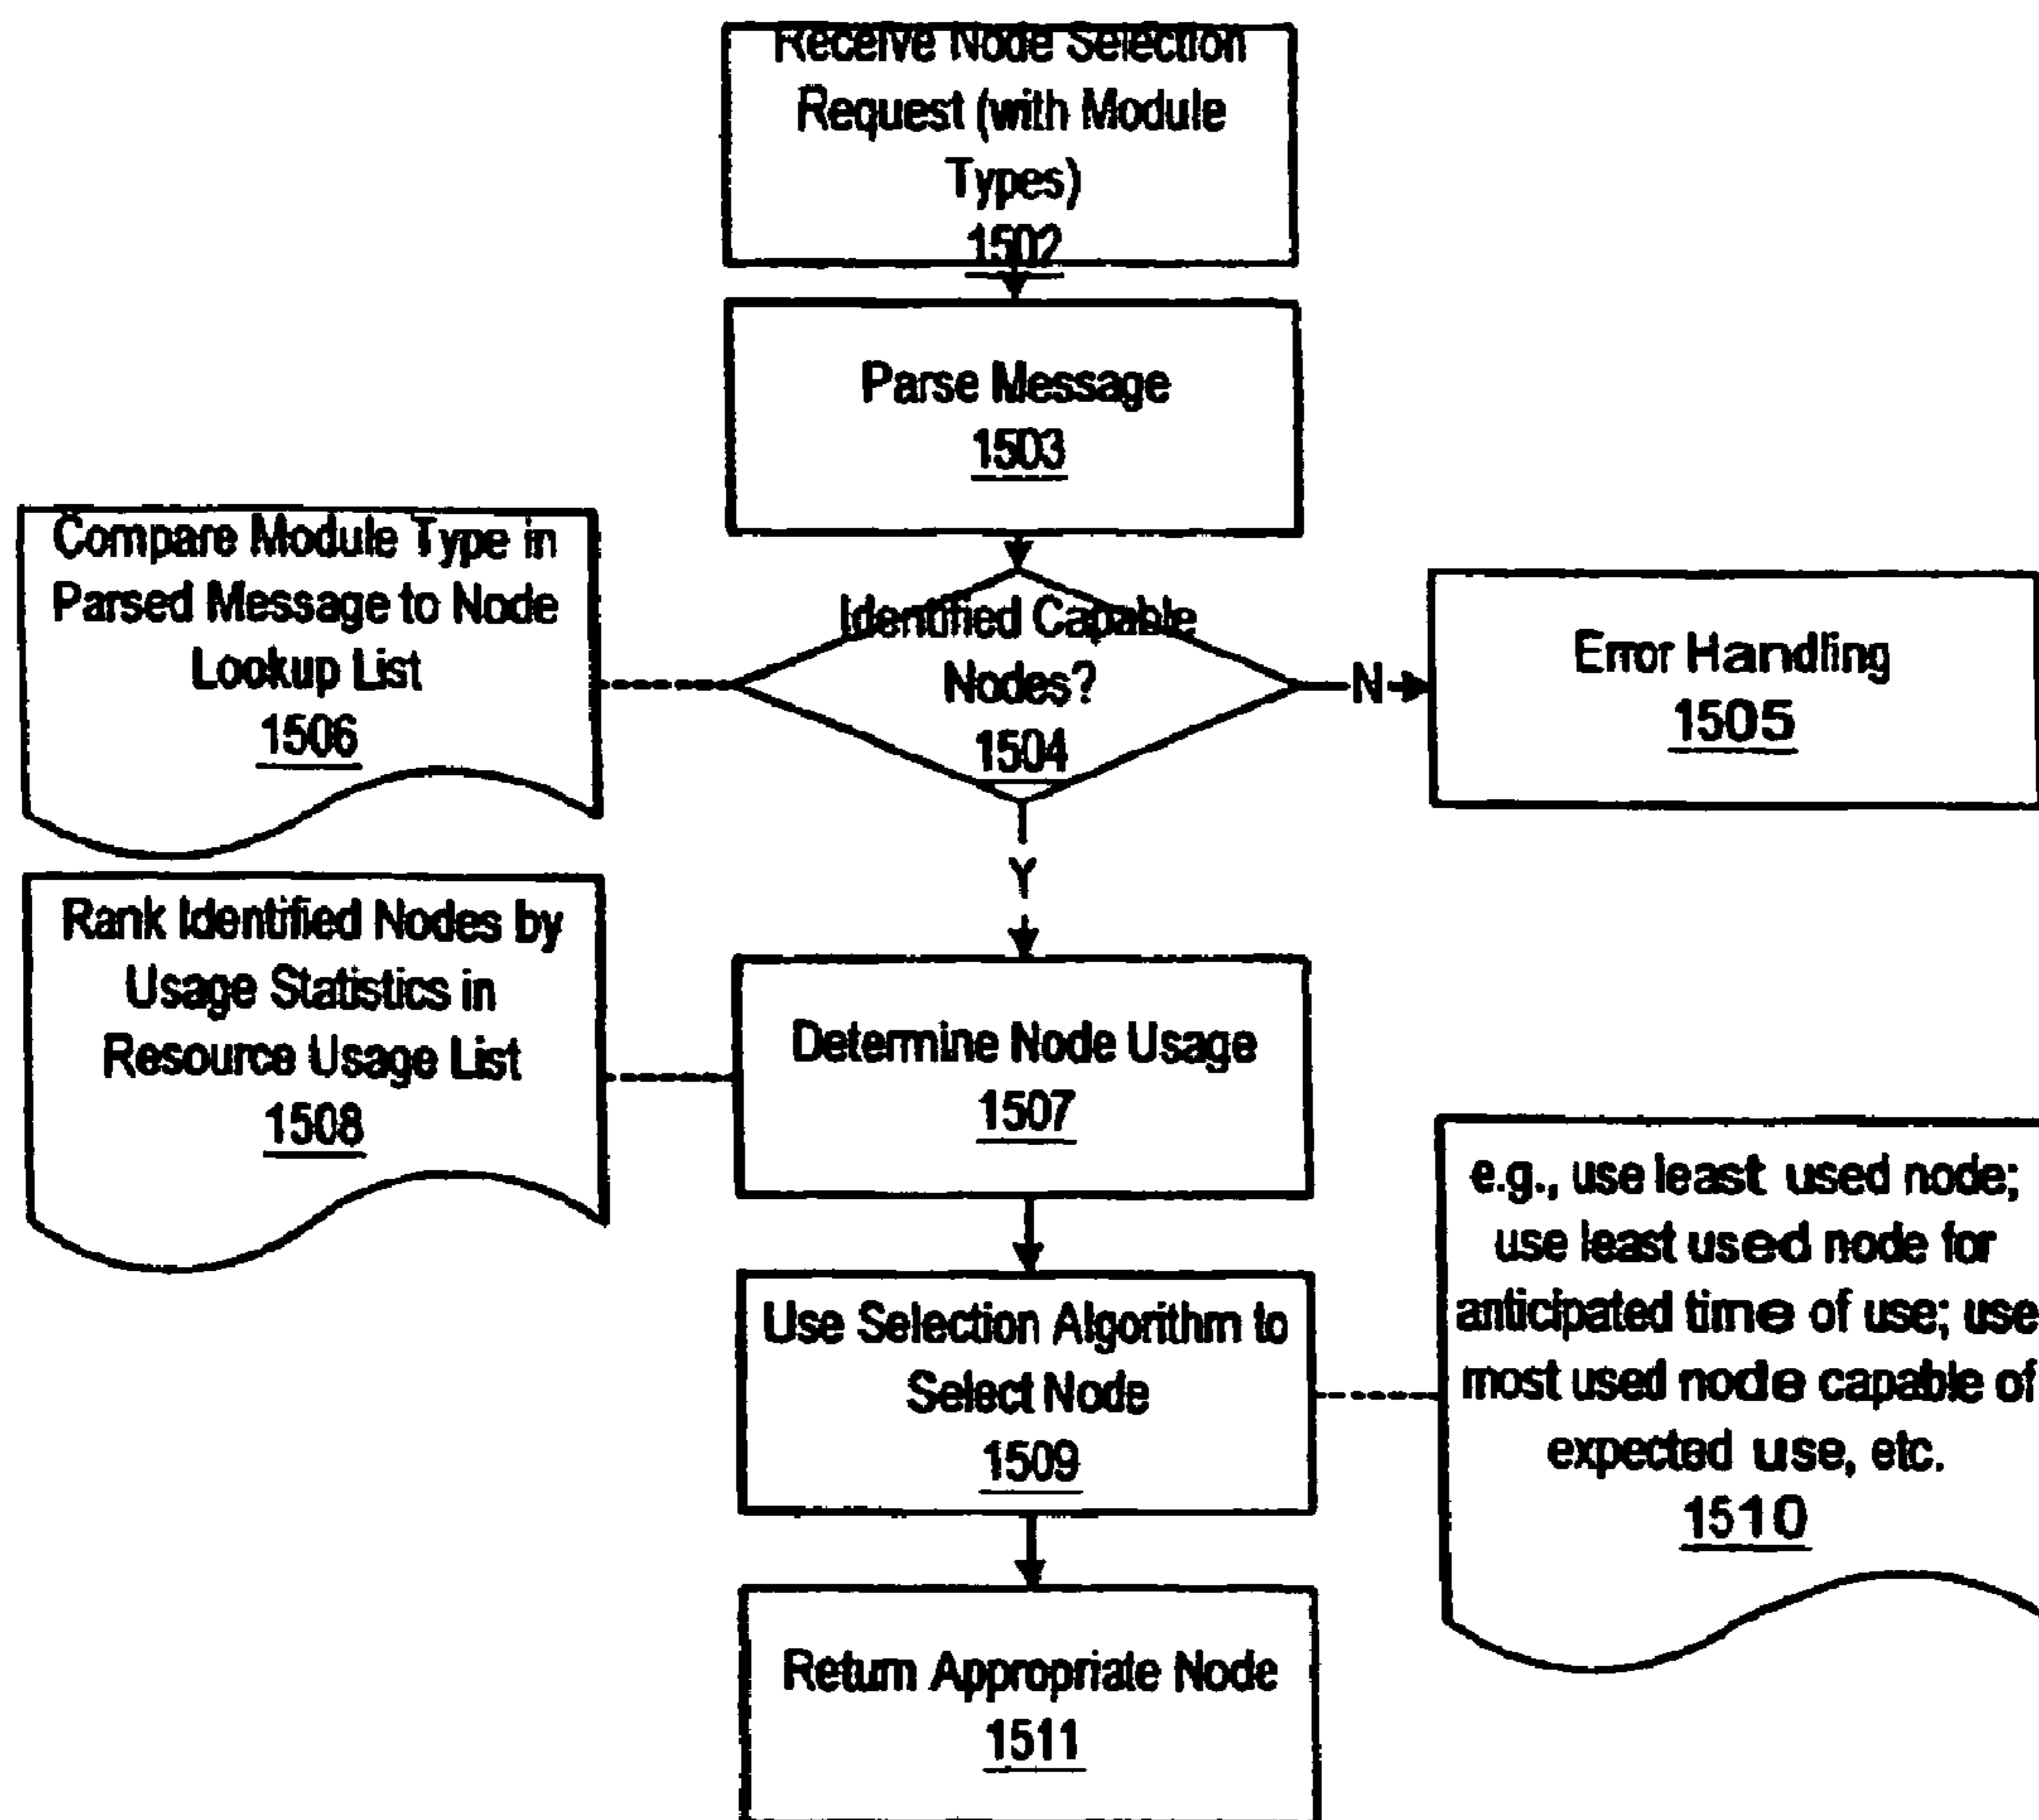 Receive Node Selection
Request (with Module
Types)
1502
Parse Message
1503
Compare Module Type in
Parsed Message to Node
Lookup List
1506
Identified Capable
Nodes?
1504
N
Error Handling
1505
Y
Rank Identified Nodes by
Usage Statistics in
Resource Usage List
1508
Determine Node Usage
1507
Use Selection Algorithm to
Select Node
1509
e.g., use least used node;
use least used node for
anticipated time of use; use
most used node capable of
expected use, etc.
1510
Return Appropriate Node
1511